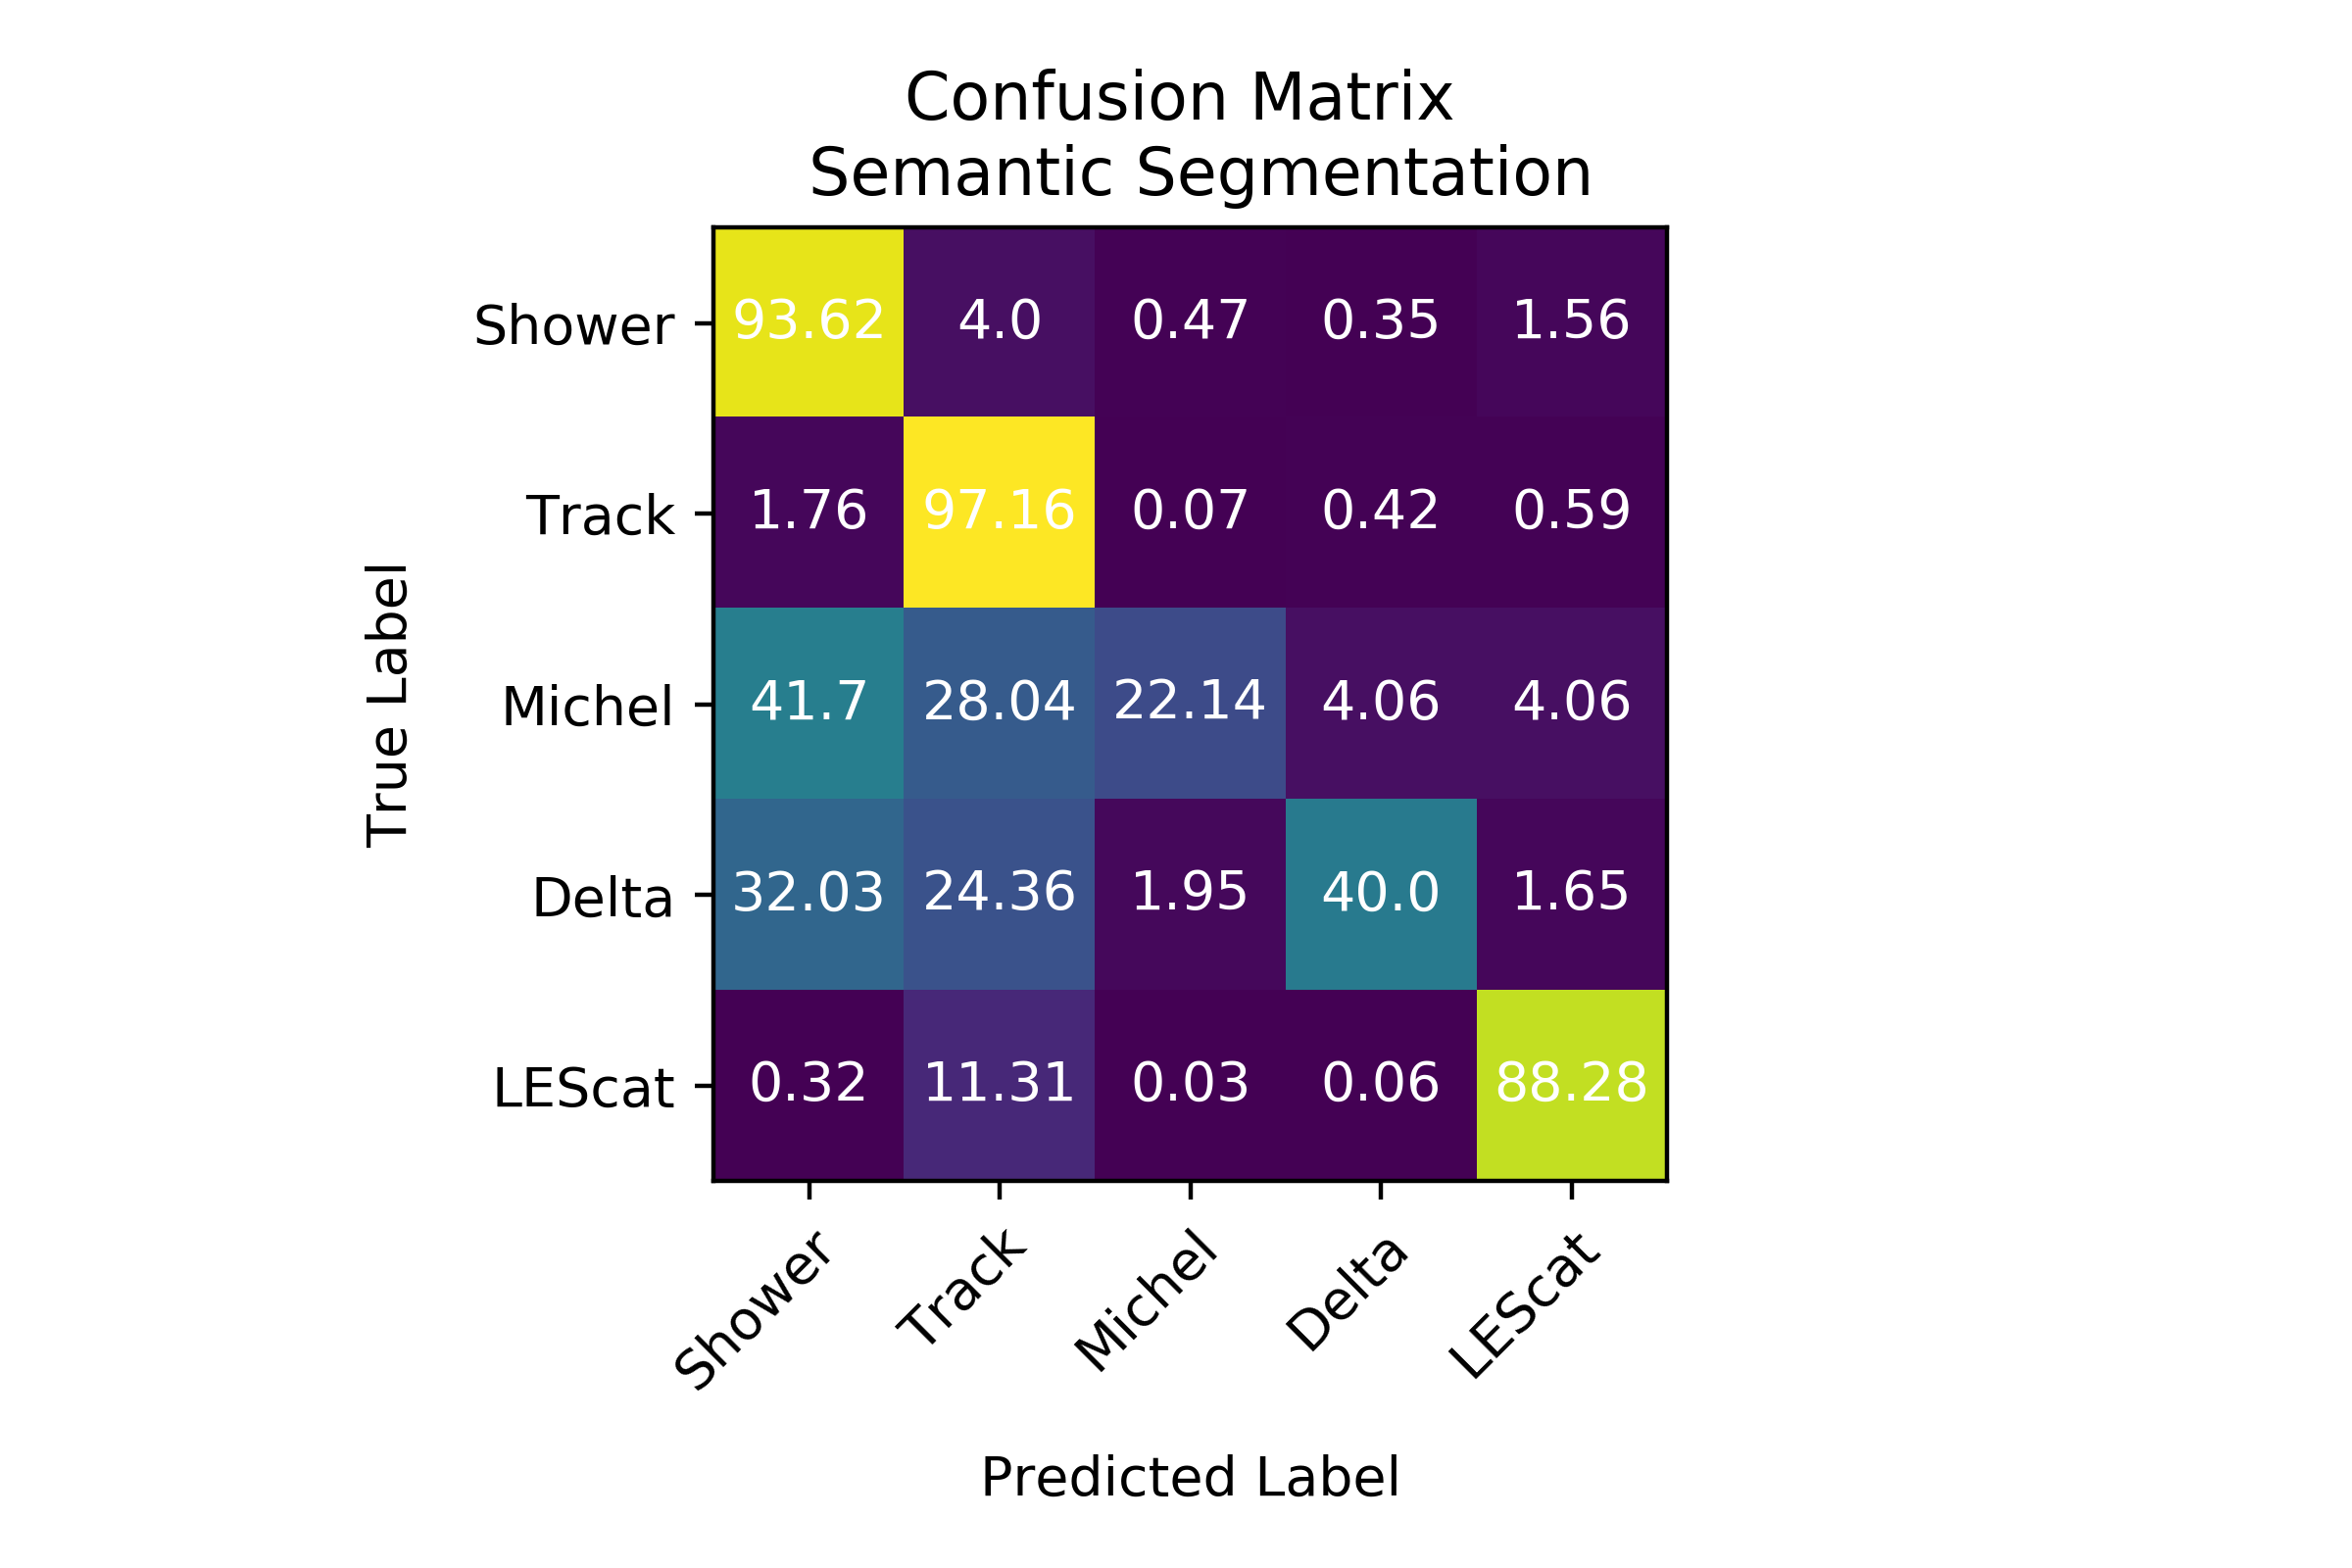 Confusion Matrix
Semantic Segmentation
True Label
Shower 93.62 4.0 0.47 0.35 1.56
Track 1.76 97.16 0.07 0.42 0.59
Michel 41.7 28.04 22.14 4.06 4.06
Delta 32.03 24.36 1.95 40.0 1.65
LEScat 0.32 11.31 0.03 0.06 88.28
Shower Track Michel Delta LEScat
Predicted Label